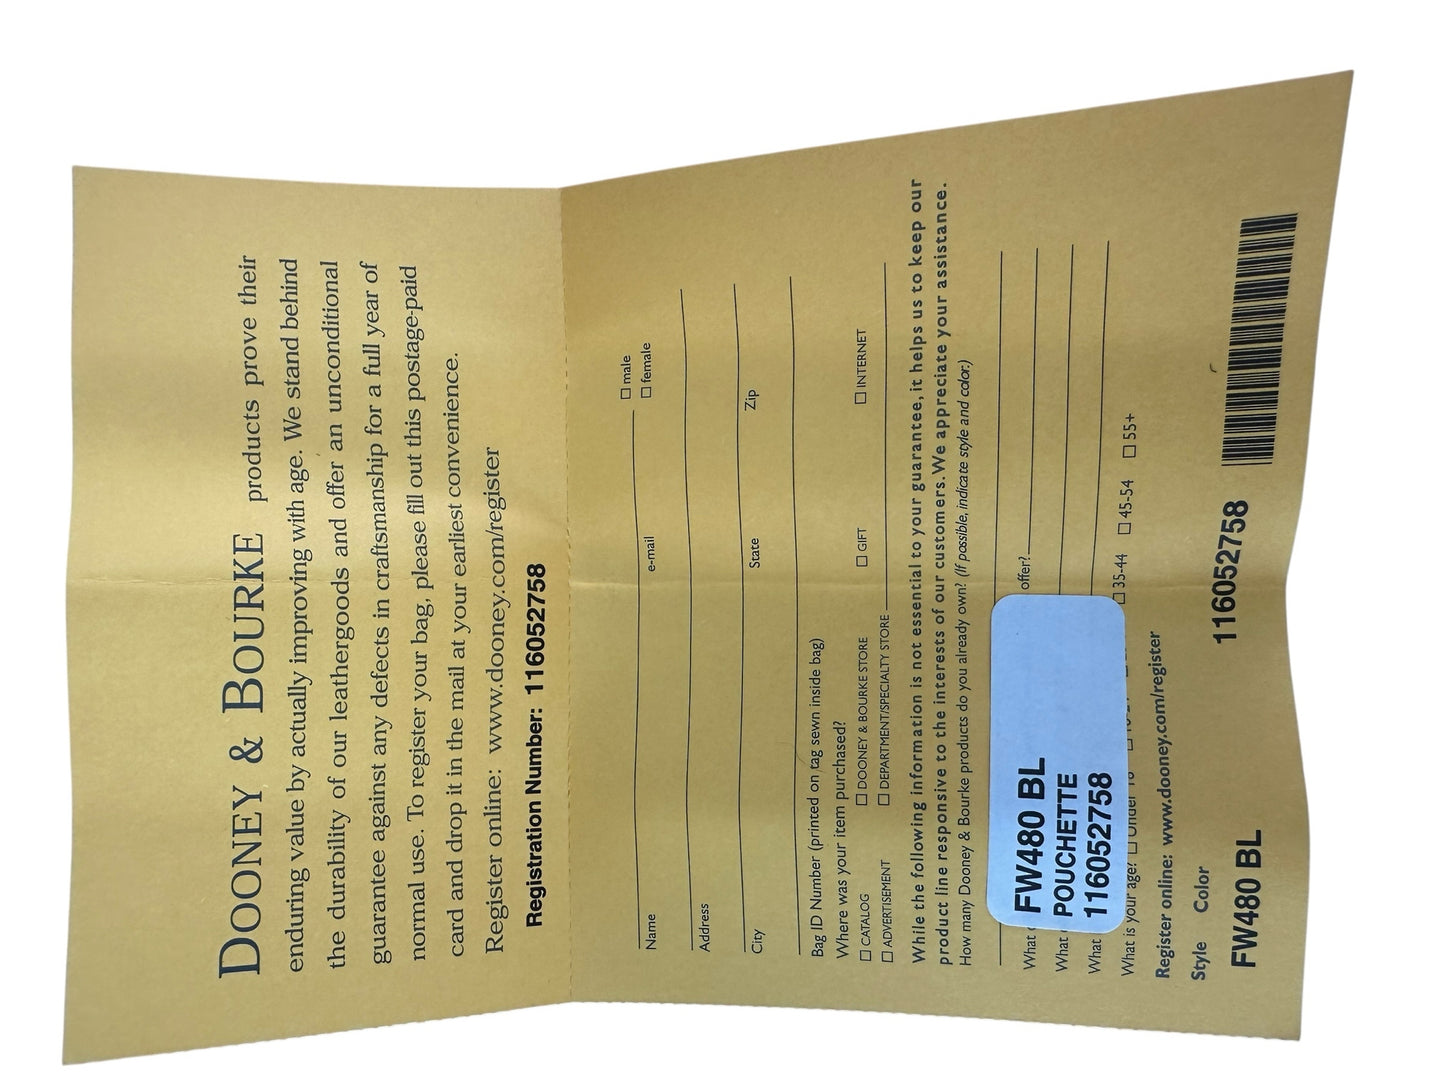 DOONEY & BOURKE products prove their
enduring value by actually improving with age. We stand behind
the durability of our leathergoods and offer an unconditional
guarantee against any defects in craftsmanship for a full year of
normal use. To register your bag, please fill out this postage-paid
card and drop it in the mail at your earliest convenience.
Register online: www.dooney.com/register
Registration Number: 116052758
☐ male
Name e-mail ☐ female
Address
City State Zip
Bag ID Number (printed on tag sewn inside bag)
Where was your item purchased?
☐ CATALOG ☐ DOONEY & BOURKE STORE ☐ GIFT ☐ INTERNET
☐ ADVERTISEMENT ☐ DEPARTMENT/SPECIALTY STORE
While the following information is not essential to your guarantee, it helps us to keep our
product line responsive to the interests of our customers. We appreciate your assistance.
How many Dooney & Bourke products do you already own? (If possible, indicate style and color.)
What offer?
What
What
What is your age? ☐ Under ☐ 35-44 ☐ 45-54 ☐ 55+
FW480 BL
POUCHETTE
116052758
Register online: www.dooney.com/register
Style Color
FW480 BL 116052758